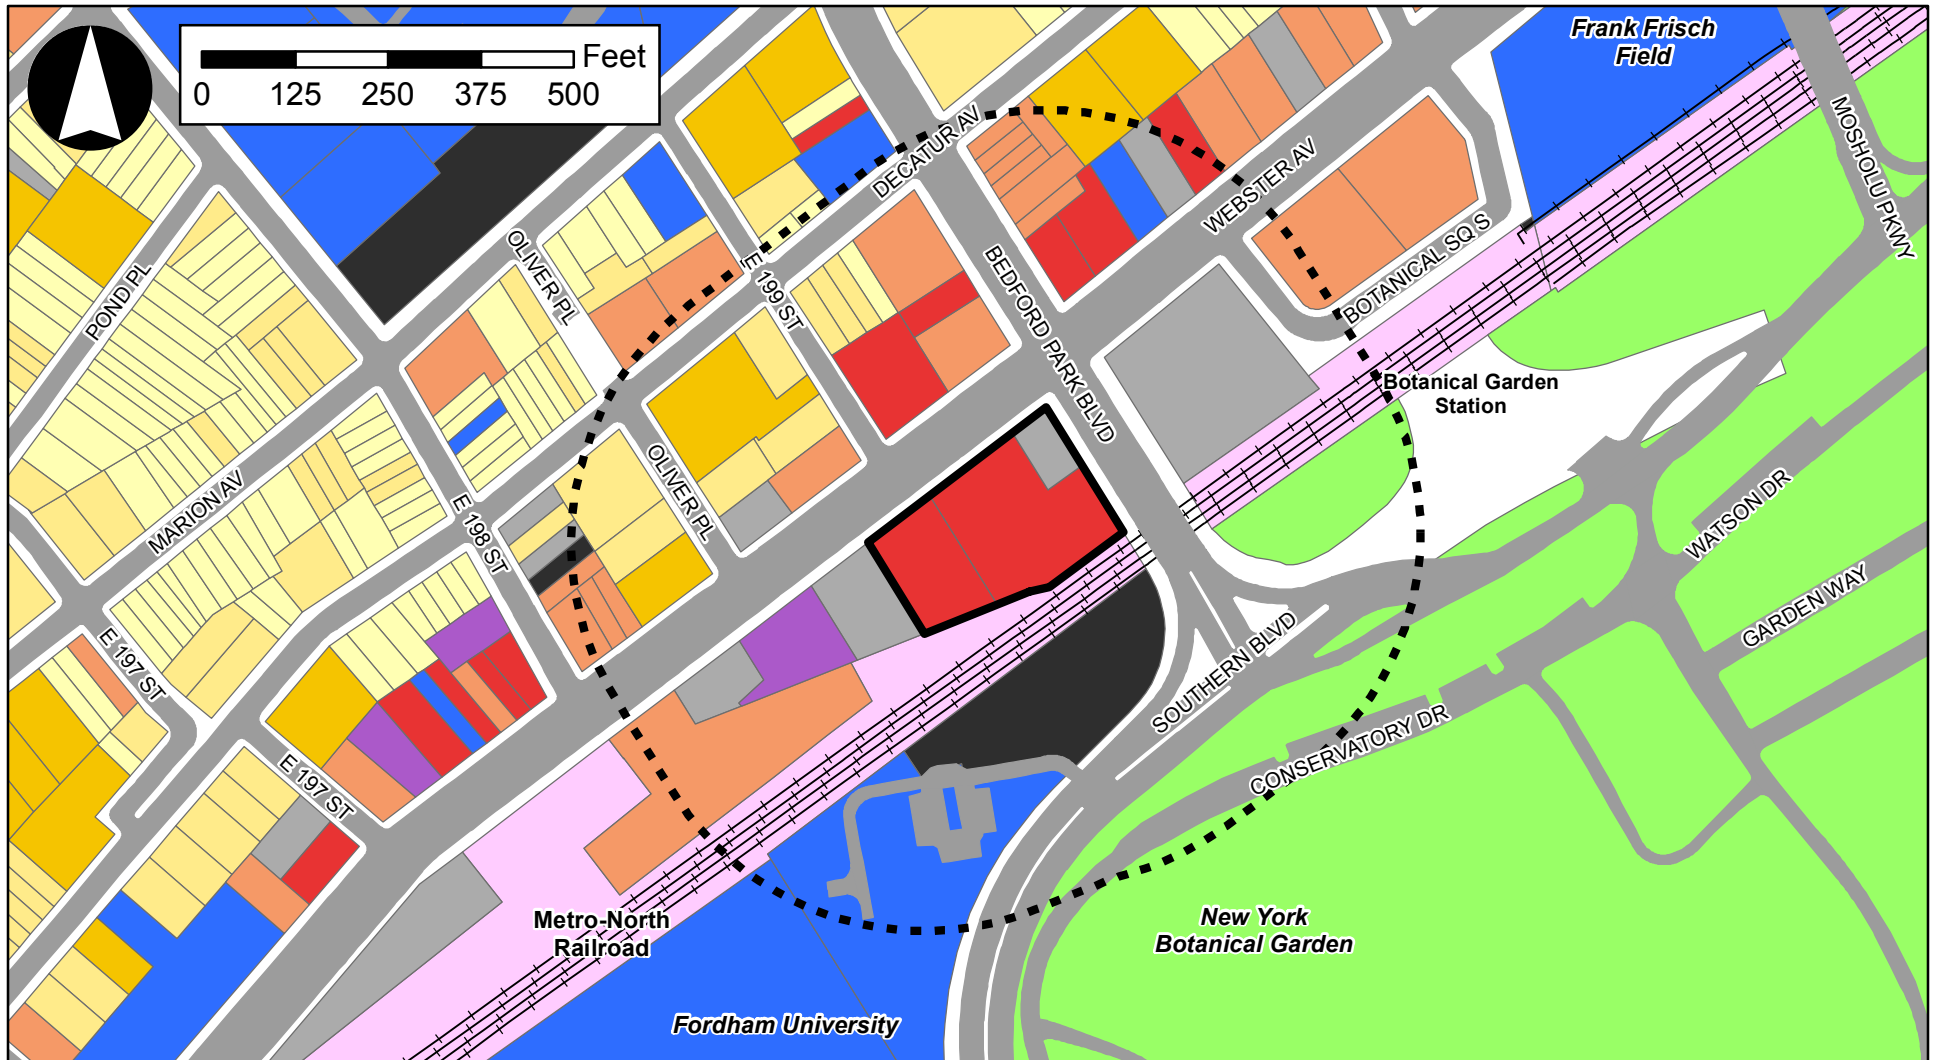 Frank Frisch
Field
Feet
0 125 250 375 500
MOSHOLU PKWY
DECATUR AV
WEBSTER AV
POND PL
OLIVER PL
E 199 ST
BEDFORD PARK BLVD
BOTANICAL SQ S
Botanical Garden
Station
MARION AV
E 198 ST
OLIVER PL
WATSON DR
GARDEN WAY
E 197 ST
SOUTHERN BLVD
E 197 ST
CONSERVATORY DR
Metro-North
Railroad
New York
Botanical Garden
Fordham University